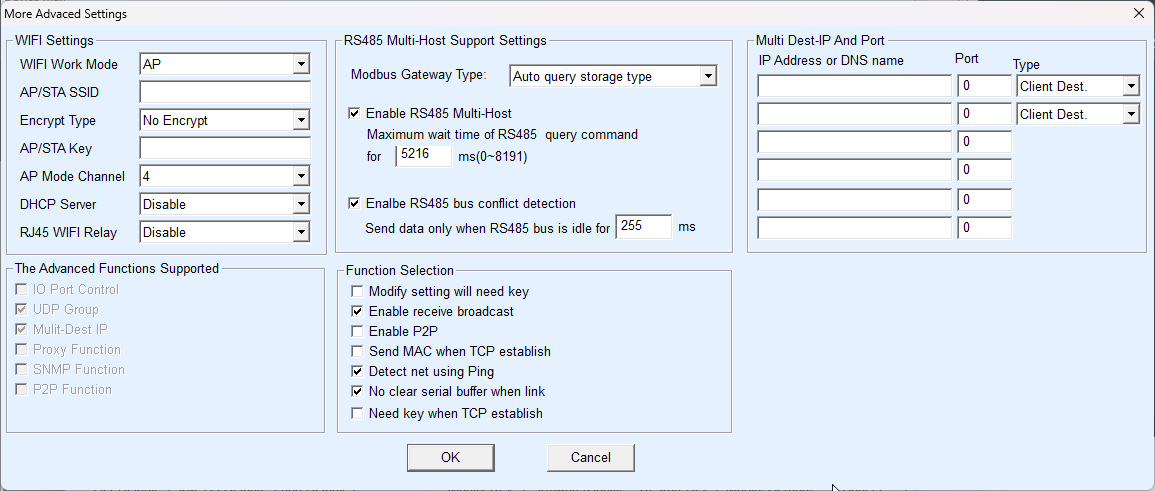 More Advaced Settings
WIFI Settings
WIFI Work Mode AP
AP/STA SSID
Encrypt Type No Encrypt
AP/STA Key
AP Mode Channel 4
DHCP Server Disable
RJ45 WIFI Relay Disable
RS485 Multi-Host Support Settings
Modbus Gateway Type: Auto query storage type
Enable RS485 Multi-Host
Maximum wait time of RS485 query command
for 5216 ms(0~8191)
Enalbe RS485 bus conflict detection
Send data only when RS485 bus is idle for 255 ms
Multi Dest-IP And Port
IP Address or DNS name Port Type
0 Client Dest.
0 Client Dest.
0
0
0
0
The Advanced Functions Supported
IO Port Control
UDP Group
Mulit-Dest IP
Proxy Function
SNMP Function
P2P Function
Function Selection
Modify setting will need key
Enable receive broadcast
Enable P2P
Send MAC when TCP establish
Detect net using Ping
No clear serial buffer when link
Need key when TCP establish
OK Cancel